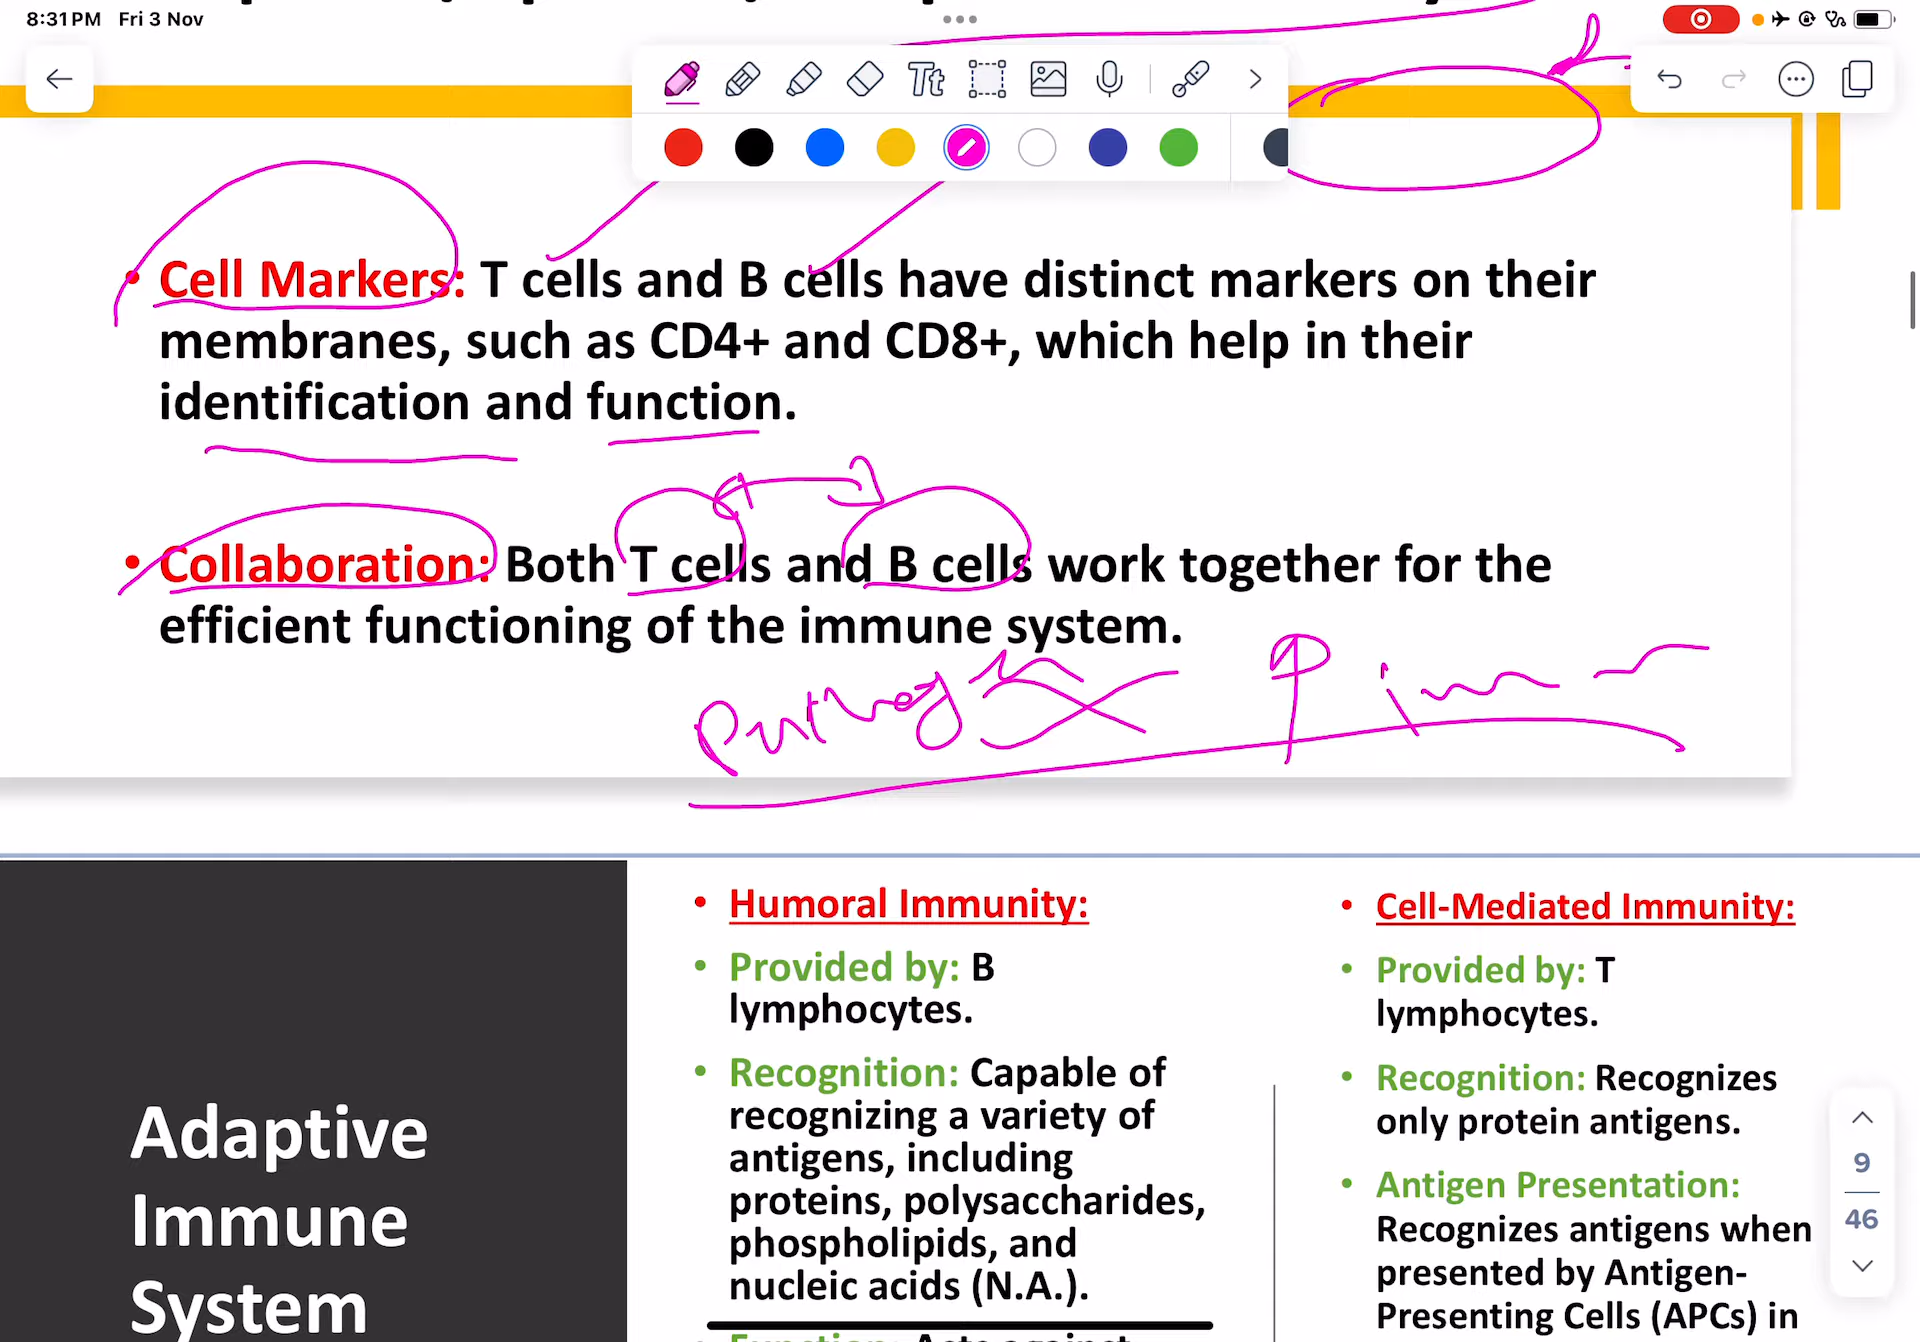 8:31 PM Fri 3 Nov
Tt
• Cell Markers: T cells and B cells have distinct markers on their
membranes, such as CD4+ and CD8+, which help in their
identification and function.
• Collaboration: Both T cells and B cells work together for the
efficient functioning of the immune system.
Adaptive
Immune
System
• Humoral Immunity:
• Provided by: B
lymphocytes.
• Recognition: Capable of
recognizing a variety of
antigens, including
proteins, polysaccharides,
phospholipids, and
nucleic acids (N.A.).
• Cell-Mediated Immunity:
• Provided by: T
lymphocytes.
• Recognition: Recognizes
only protein antigens.
• Antigen Presentation:
Recognizes antigens when
presented by Antigen-
Presenting Cells (APCs) in
9
46